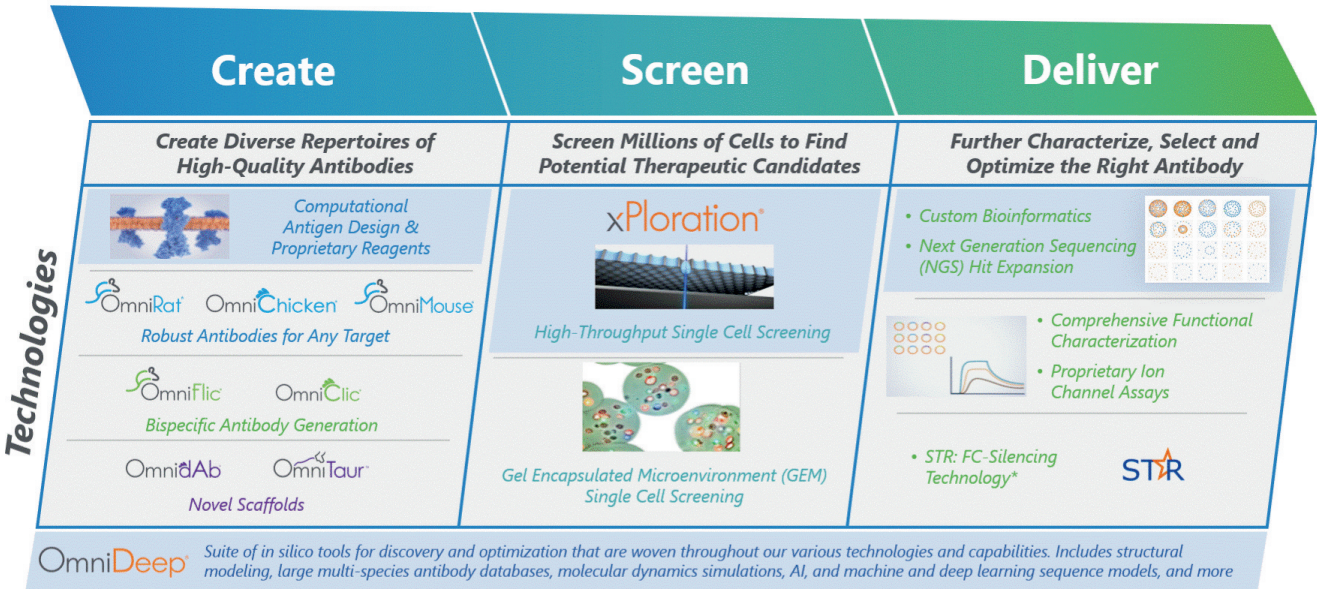 Create
Screen
Deliver
Technologies
Create Diverse Repertoires of
High-Quality Antibodies
Screen Millions of Cells to Find
Potential Therapeutic Candidates
Further Characterize, Select and
Optimize the Right Antibody
Computational
Antigen Design &
Proprietary Reagents
OmniRat® OmniChicken® OmniMouse®
Robust Antibodies for Any Target
OmniFlic® OmniClic®
Bispecific Antibody Generation
OmnidAb™ OmniTaur™
Novel Scaffolds
xPloration®
High-Throughput Single Cell Screening
Gel Encapsulated Microenvironment (GEM)
Single Cell Screening
• Custom Bioinformatics
• Next Generation Sequencing
(NGS) Hit Expansion
• Comprehensive Functional
Characterization
• Proprietary Ion
Channel Assays
• STR: FC-Silencing
Technology*
STR
OmniDeep®
Suite of in silico tools for discovery and optimization that are woven throughout our various technologies and capabilities. Includes structural
modeling, large multi-species antibody databases, molecular dynamics simulations, AI, and machine and deep learning sequence models, and more